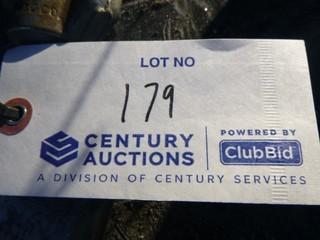 LOT NO
179
CENTURY
AUCTIONS
POWERED BY
ClubBid
A DIVISION OF CENTURY SERVICES